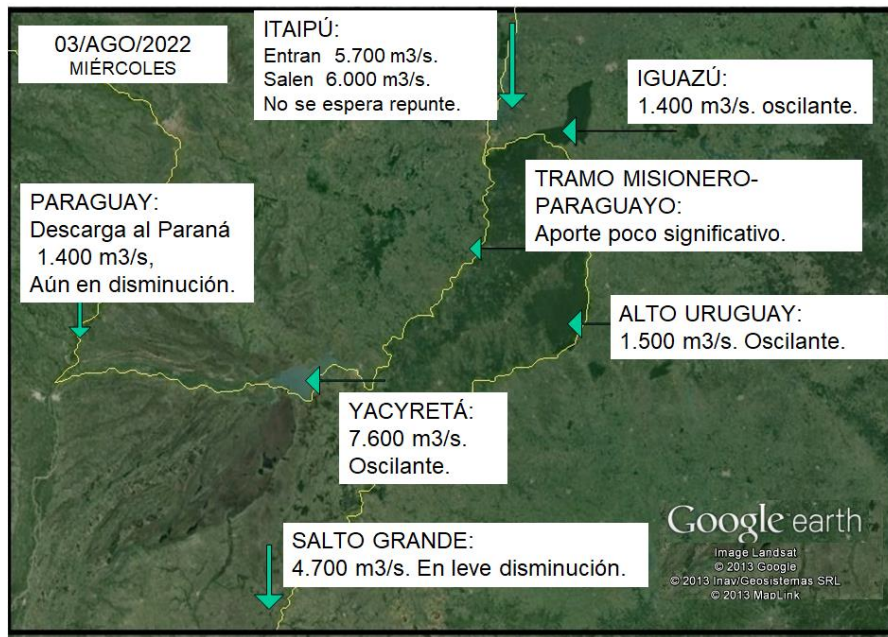 03/AGO/2022
MIÉRCOLES
ITAIPÚ:
Entran 5.700 m3/s.
Salen 6.000 m3/s.
No se espera repunte.
IGUAZÚ:
1.400 m3/s. oscilante.
TRAMO MISIONERO-
PARAGUAYO:
Aporte poco significativo.
PARAGUAY:
Descarga al Paraná
1.400 m3/s,
Aún en disminución.
ALTO URUGUAY:
1.500 m3/s. Oscilante.
YACYRETÁ:
7.600 m3/s.
Oscilante.
SALTO GRANDE:
4.700 m3/s. En leve disminución.
Google earth
Image Landsat
© 2013 Google
© 2013 Inav/Geosistemas SRL
© 2013 MapLink